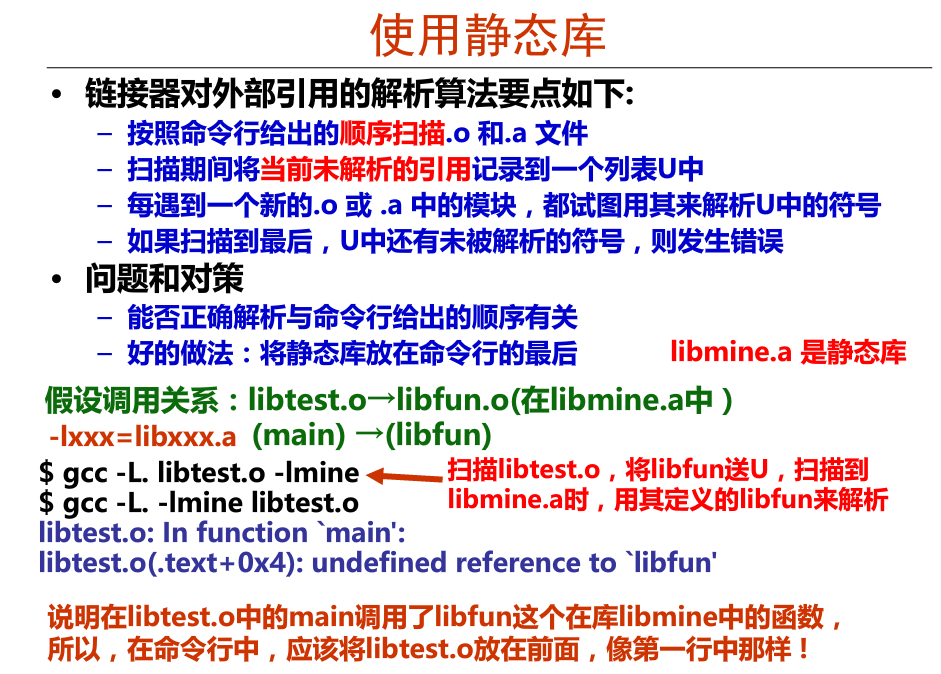 使用静态库
• 链接器对外部引用的解析算法要点如下:
– 按照命令行给出的顺序扫描.o 和.a 文件
– 扫描期间将当前未解析的引用记录到一个列表U中
– 每遇到一个新的.o 或 .a 中的模块，都试图用其来解析U中的符号
– 如果扫描到最后，U中还有未被解析的符号，则发生错误
• 问题和对策
– 能否正确解析与命令行给出的顺序有关
– 好的做法：将静态库放在命令行的最后
libmine.a 是静态库
假设调用关系：libtest.o→libfun.o(在libmine.a中）
-lxxx=libxxx.a (main) →(libfun)
$ gcc -L. libtest.o -lmine
$ gcc -L. -lmine libtest.o
扫描libtest.o，将libfun送U，扫描到
libmine.a时，用其定义的libfun来解析
libtest.o: In function `main':
libtest.o(.text+0x4): undefined reference to `libfun'
说明在libtest.o中的main调用了libfun这个在库libmine中的函数，
所以，在命令行中，应该将libtest.o放在前面，像第一行中那样！